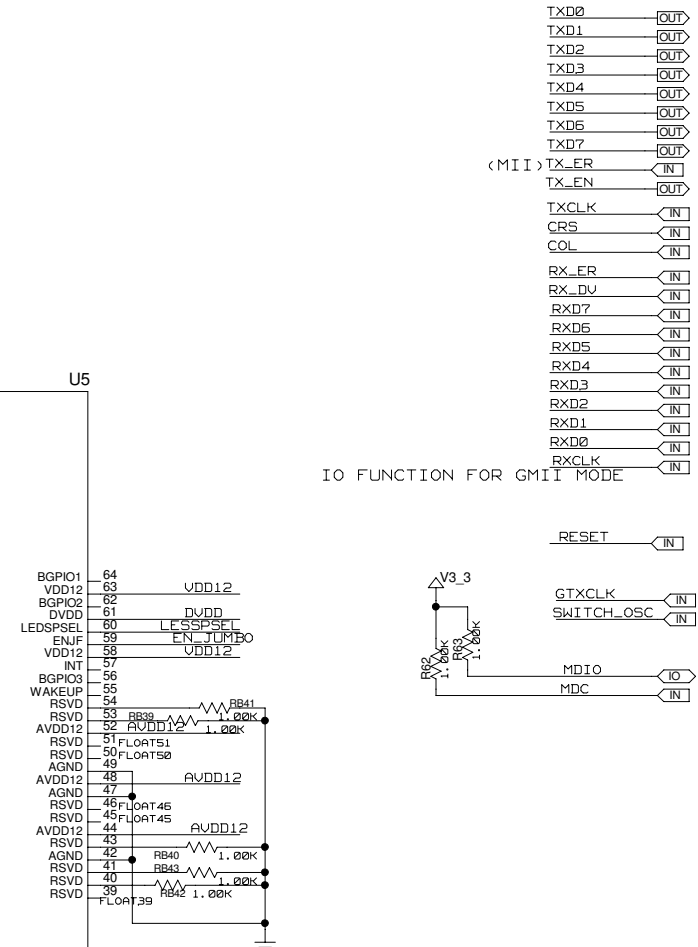 TXD0 OUT
TXD1 OUT
TXD2 OUT
TXD3 OUT
TXD4 OUT
TXD5 OUT
TXD6 OUT
TXD7 OUT
(MII) TX_ER IN
TX_EN OUT
TXCLK IN
CRS IN
COL IN
RX_ER IN
RX_DV IN
RXD7 IN
RXD6 IN
RXD5 IN
RXD4 IN
RXD3 IN
RXD2 IN
RXD1 IN
RXD0 IN
RXCLK IN
IO FUNCTION FOR GMII MODE
RESET IN
GTXCLK IN
SWITCH_OSC IN
V3_3
R62 1.00K
R63 1.00K
MDIO IO
MDC IN
U5
BGPIO1 64
VDD12 63 VDD12
BGPIO2 62
DVDD 61 DVDD
LEDSPSEL 60 LESSPSEL
ENJF 59 EN_JUMBO
VDD12 58 VDD12
INT 57
BGPIO3 56
WAKEUP 55
RSVD 54 RB41 1.00K
RSVD 53 RB39 1.00K
AVDD12 52 AVDD12
RSVD 51 FLOAT51
RSVD 50 FLOAT50
AGND 49
AVDD12 48 AVDD12
AGND 47
RSVD 46 FLOAT46
RSVD 45 FLOAT45
AVDD12 44 AVDD12
RSVD 43 RB40 1.00K
AGND 42
RSVD 41 RB43 1.00K
RSVD 40 RB42 1.00K
RSVD 39 FLOAT39